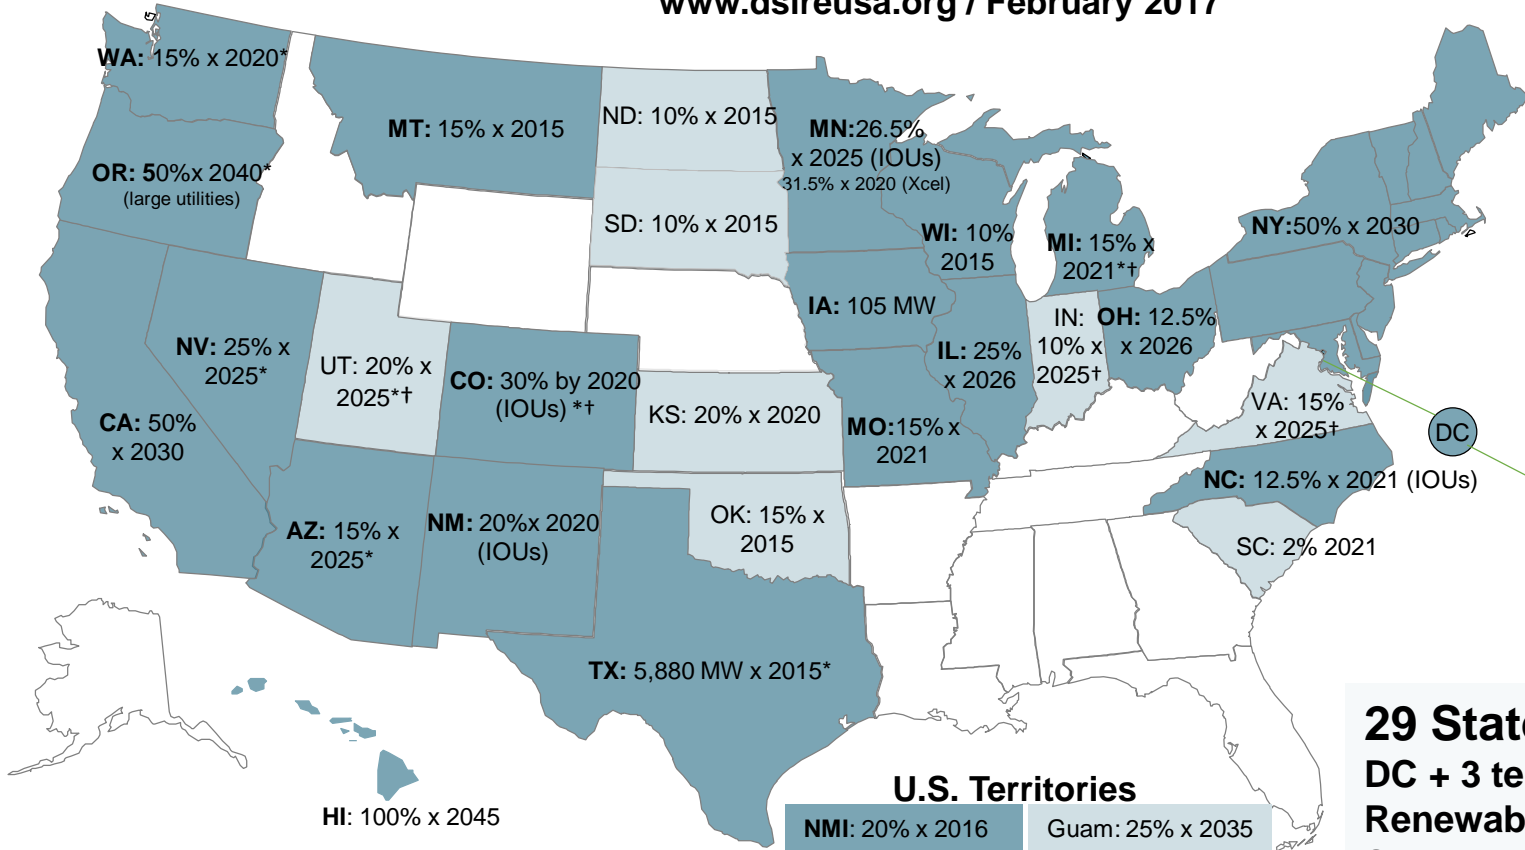 www.dsireusa.org / February 2017
WA: 15% x 2020*
MT: 15% x 2015
ND: 10% x 2015
MN:26.5%
x 2025 (IOUs)
31.5% x 2020 (Xcel)
OR: 50%x 2040*
(large utilities)
SD: 10% x 2015
WI: 10%
2015
MI: 15% x
2021*†
NY:50% x 2030
IA: 105 MW
IN:
10% x
2025†
OH: 12.5%
x 2026
NV: 25% x
2025*
UT: 20% x
2025*†
CO: 30% by 2020
(IOUs) *†
IL: 25%
x 2026
CA: 50%
x 2030
KS: 20% x 2020
MO:15% x
2021
VA: 15%
x 2025†
DC
NC: 12.5% x 2021 (IOUs)
AZ: 15% x
2025*
NM: 20%x 2020
(IOUs)
OK: 15% x
2015
SC: 2% 2021
TX: 5,880 MW x 2015*
HI: 100% x 2045
U.S. Territories
NMI: 20% x 2016
Guam: 25% x 2035
29 State
DC + 3 te
Renewab